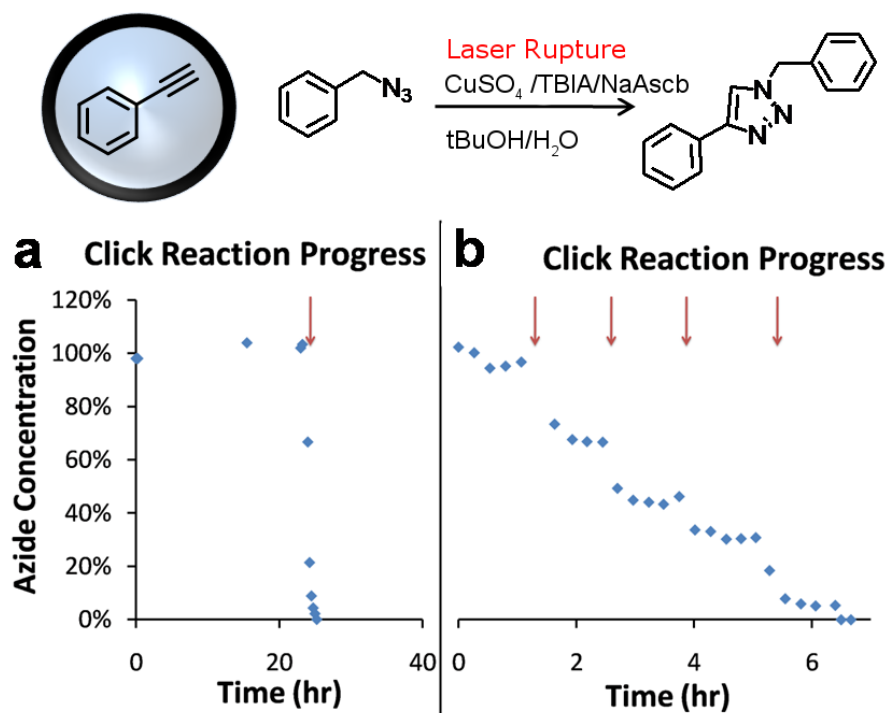 Laser Rupture
CuSO₄ /TBIA/NaAscb
tBuOH/H₂O
N₃
N
N
N
a Click Reaction Progress
b Click Reaction Progress
Azide Concentration
120%
100%
80%
60%
40%
20%
0%
0 20 40
Time (hr)
0 2 4 6
Time (hr)